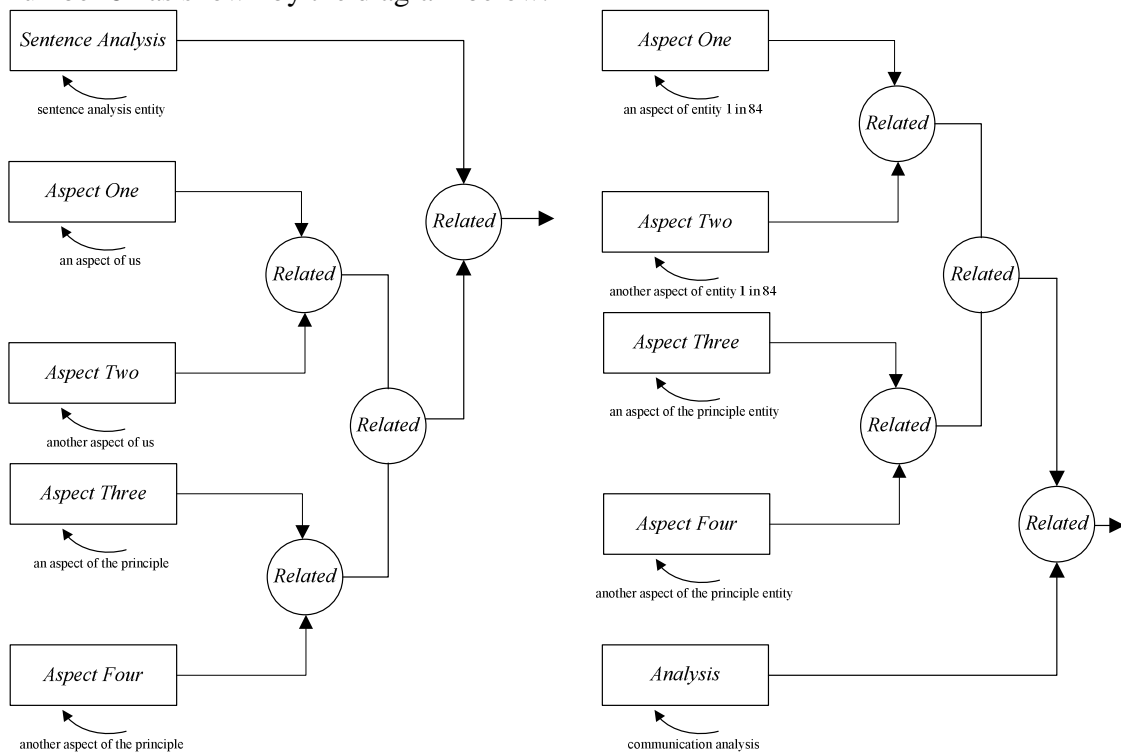 Sentence Analysis
sentence analysis entity
Aspect One
an aspect of us
Related
Related
Aspect Two
another aspect of us
Related
Aspect Three
an aspect of the principle
Related
Aspect Four
another aspect of the principle
Aspect One
an aspect of entity 1 in 84
Related
Aspect Two
another aspect of entity 1 in 84
Related
Aspect Three
an aspect of the principle entity
Related
Aspect Four
another aspect of the principle entity
Related
Analysis
communication analysis